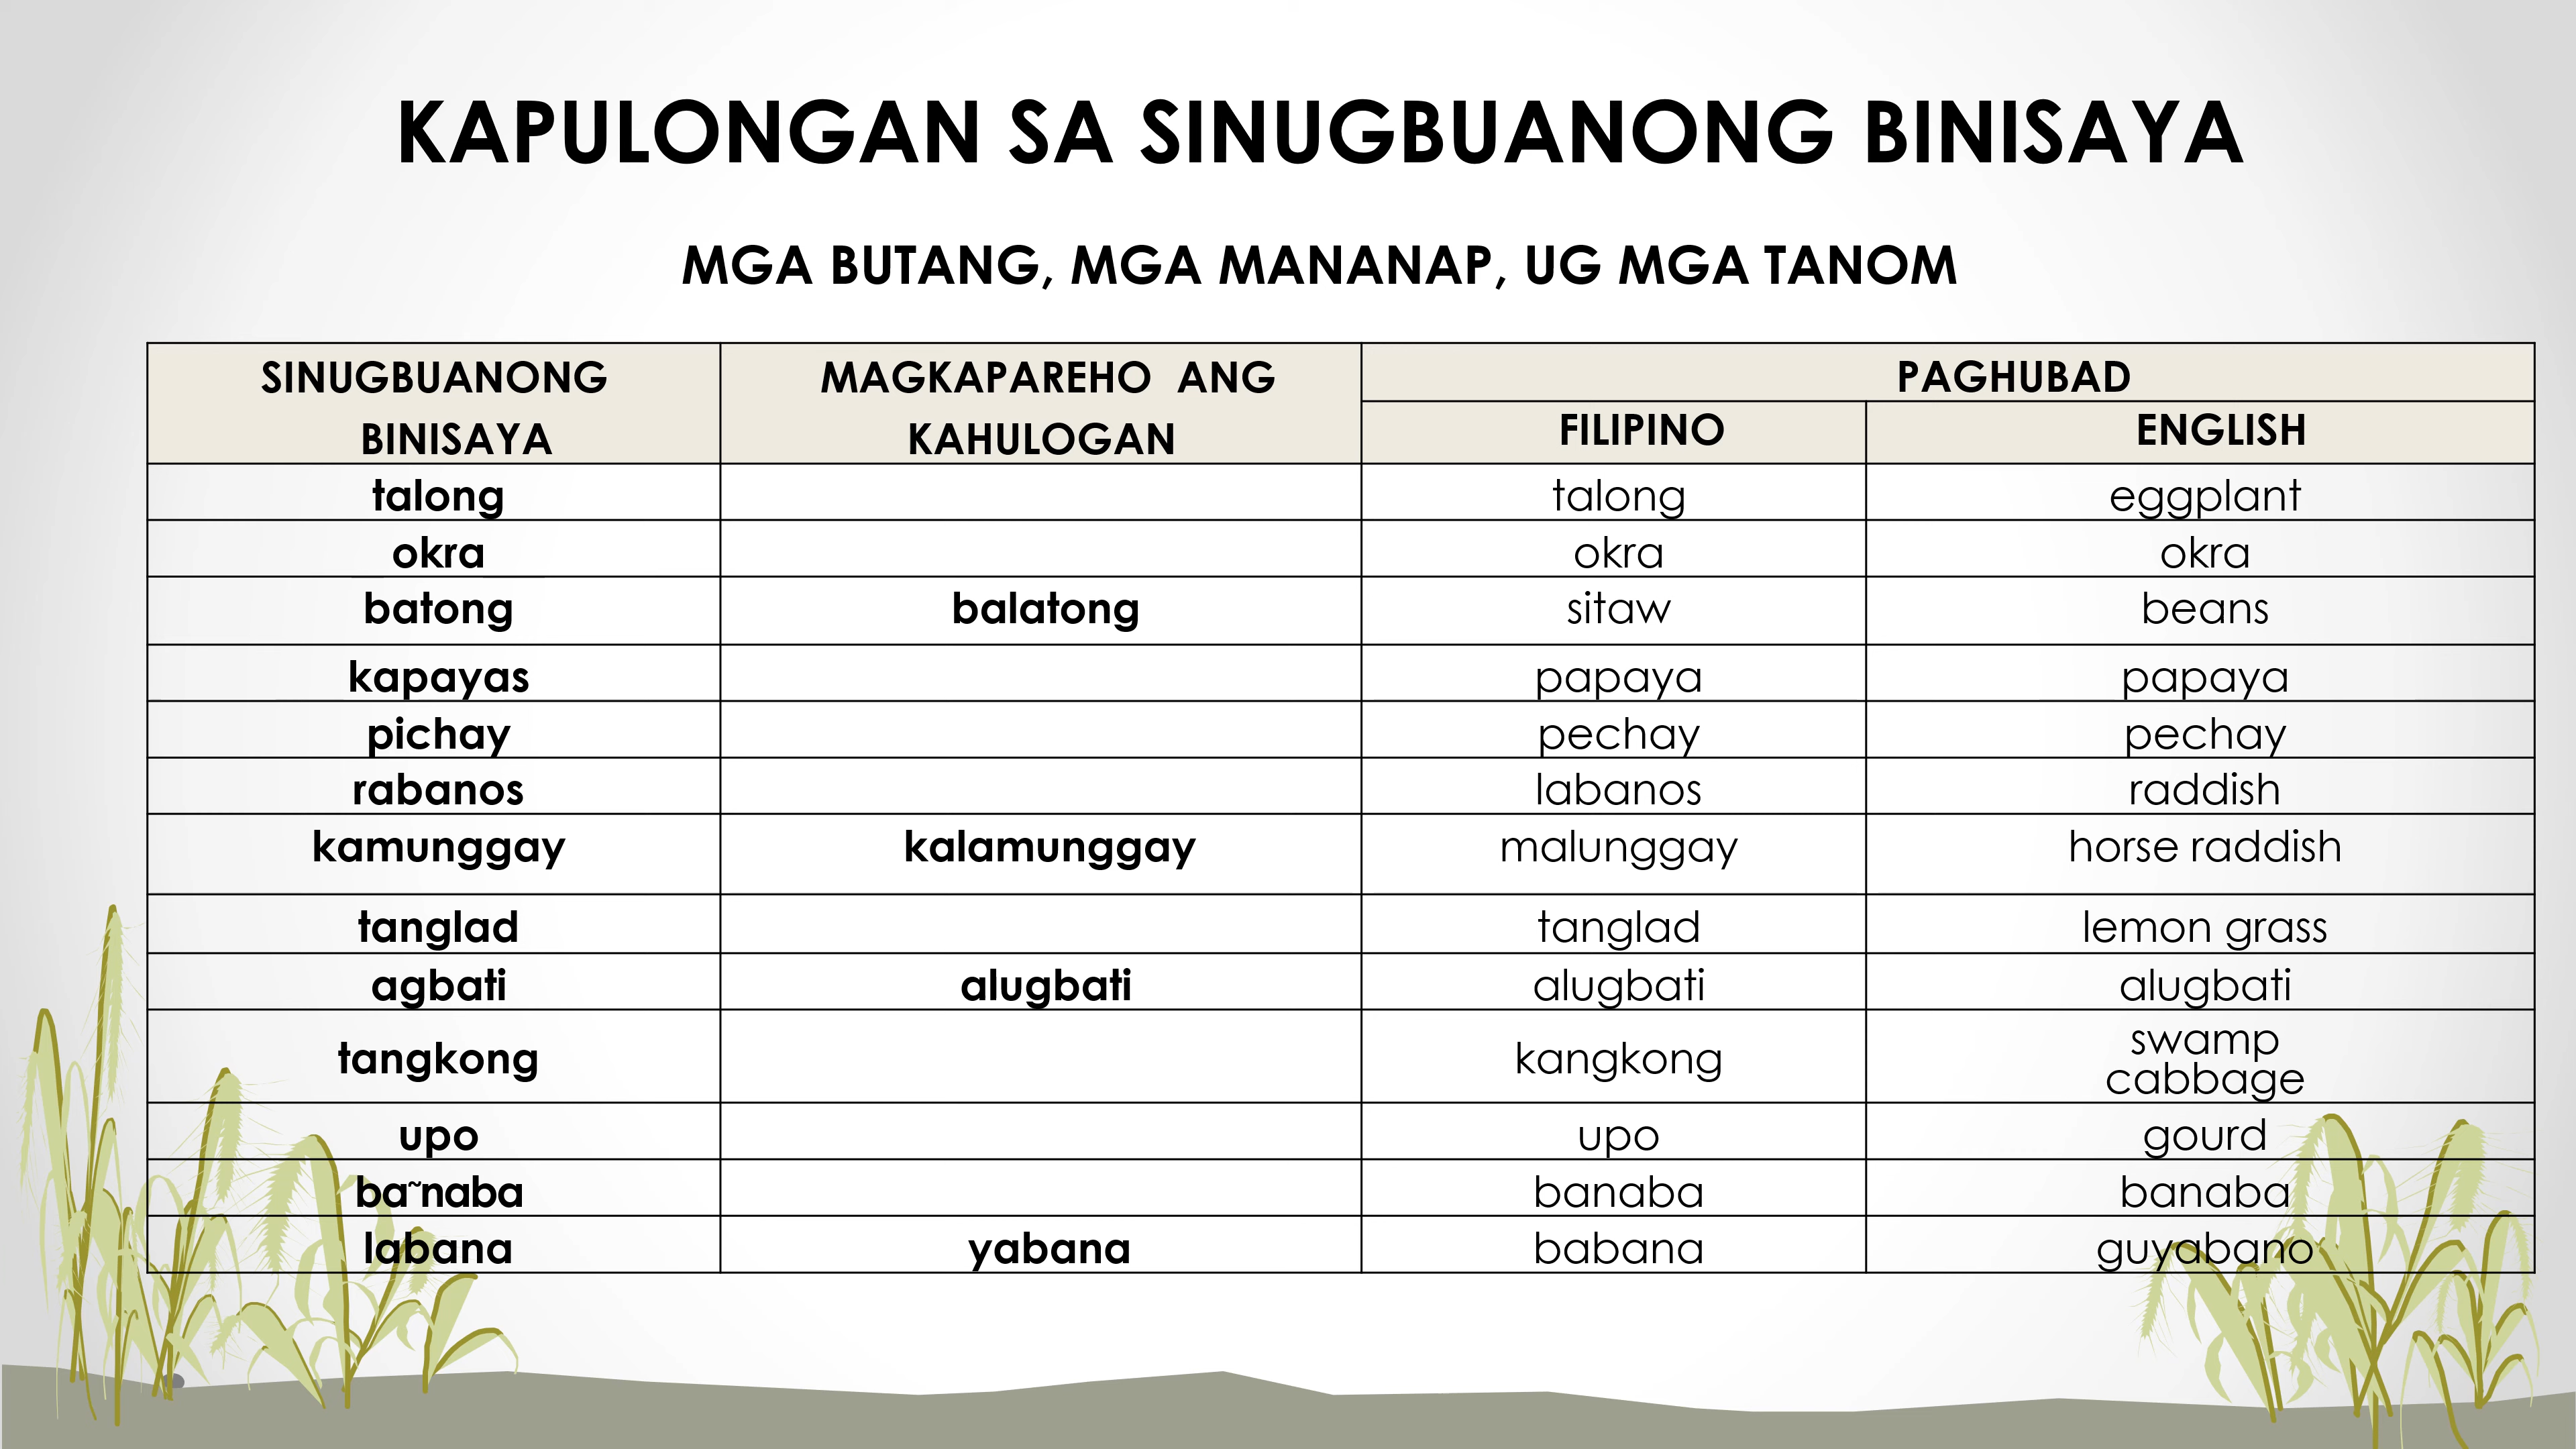 KAPULONGAN SA SINUGBUANONG BINISAYA
MGA BUTANG, MGA MANANAP, UG MGA TANOM
SINUGBUANONG BINISAYA MAGKAPAREHO ANG KAHULOGAN PAGHUBAD
FILIPINO ENGLISH
talong talong eggplant
okra okra okra
batong balatong sitaw beans
kapayas papaya papaya
pichay pechay pechay
rabanos labanos raddish
kamunggay kalamunggay malunggay horse raddish
tanglad tanglad lemon grass
agbati alugbati alugbati alugbati
tangkong kangkong swamp cabbage
upo upo gourd
ba˜naba banaba banaba
labana yabana babana guyabano